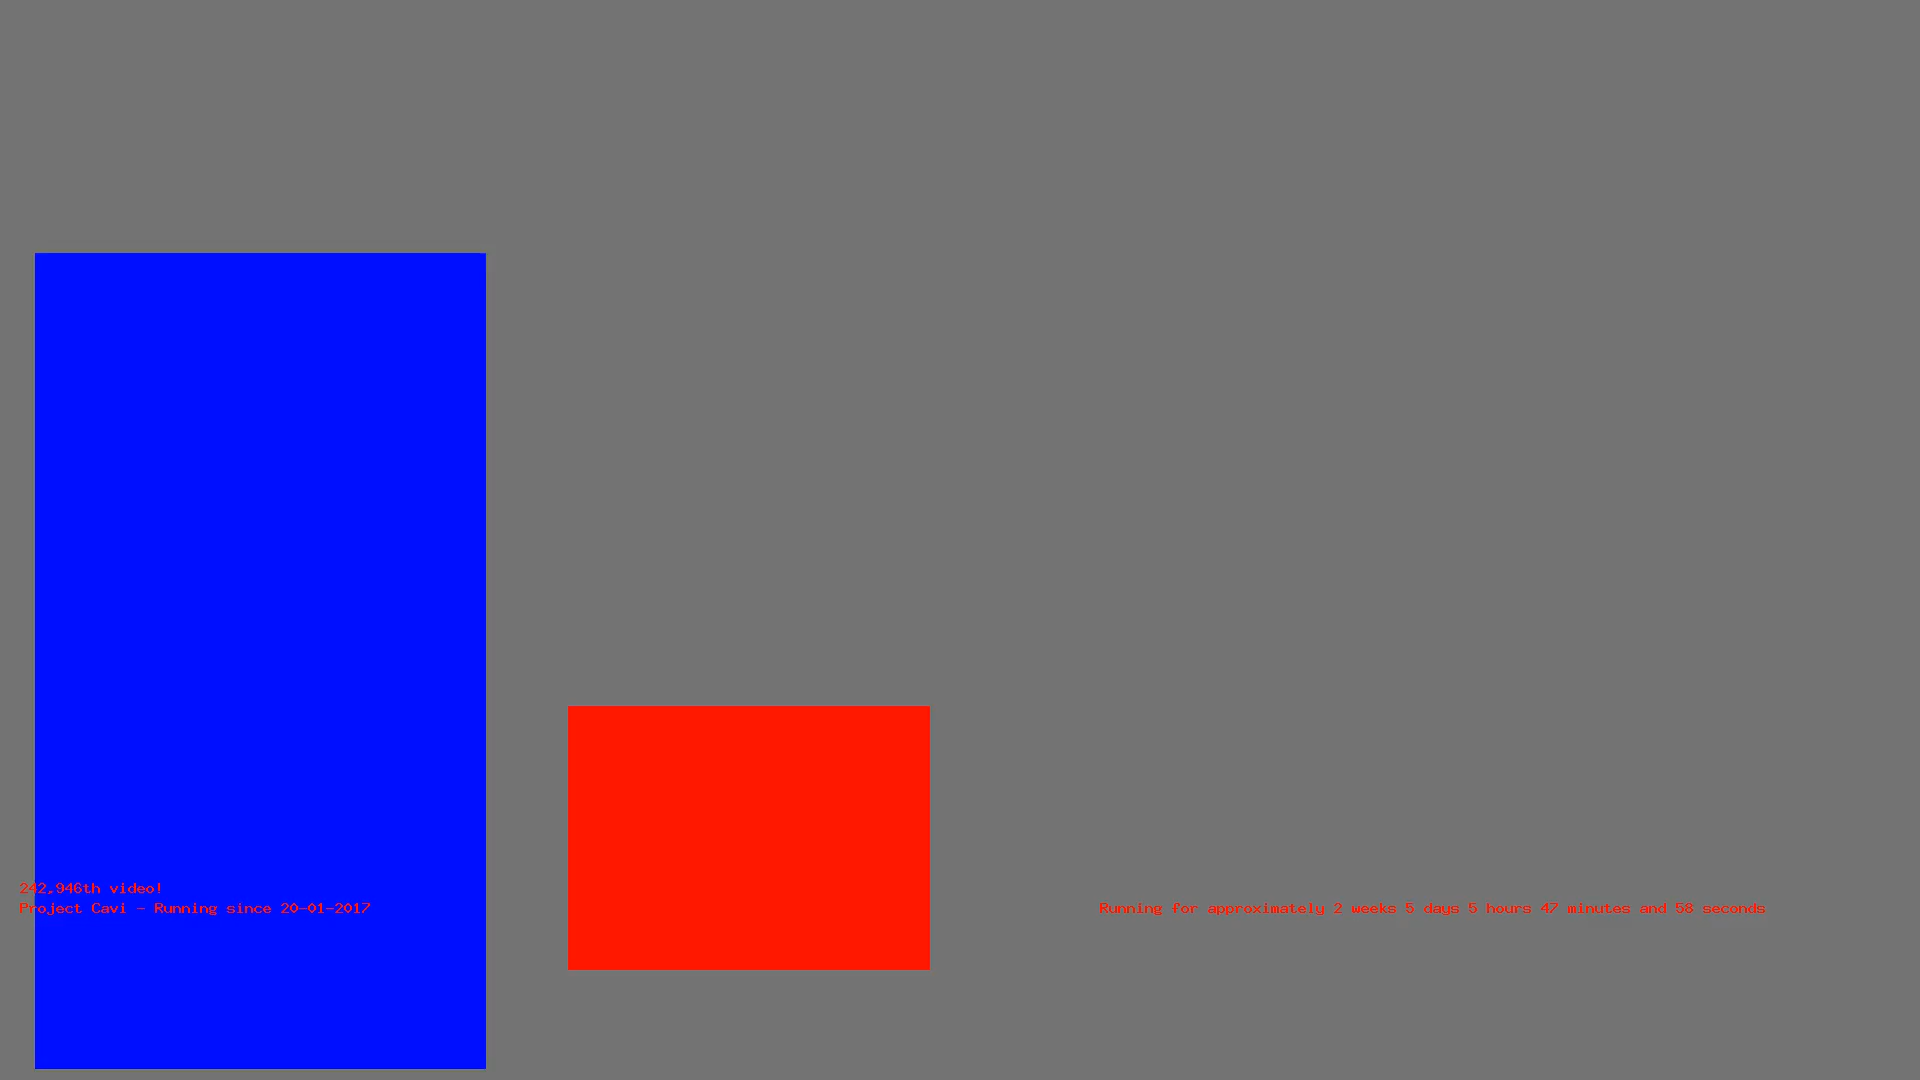 242,946th video!
Project Cavi - Running since 20-01-2017
Running for approximately 2 weeks 5 days 5 hours 47 minutes and 58 seconds